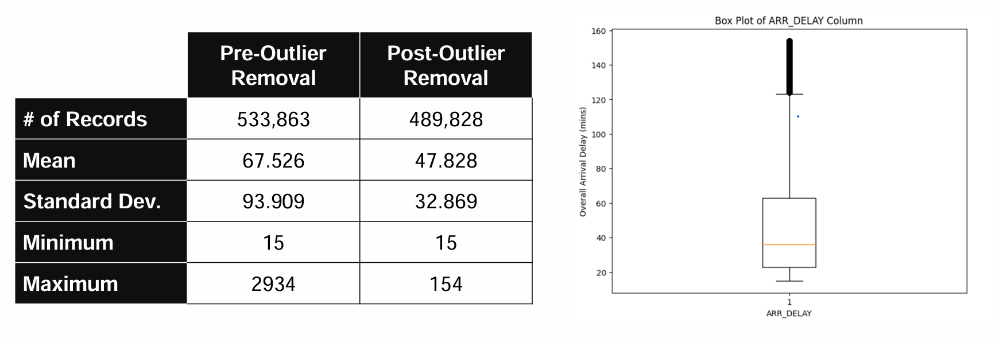 Pre-Outlier
Removal
Post-Outlier
Removal
# of Records
533,863
489,828
Mean
67.526
47.828
Standard Dev.
93.909
32.869
Minimum
15
15
Maximum
2934
154
Box Plot of ARR_DELAY Column
Overall Arrival Delay (mins)
160
140
120
100
80
60
40
20
1
ARR_DELAY